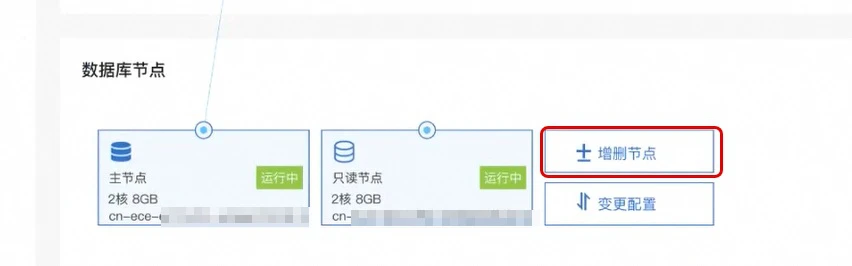 数据库节点
主节点
运行中
2核 8GB
cn-ece-
只读节点
运行中
2核 8GB
cn-
增删节点
变更配置